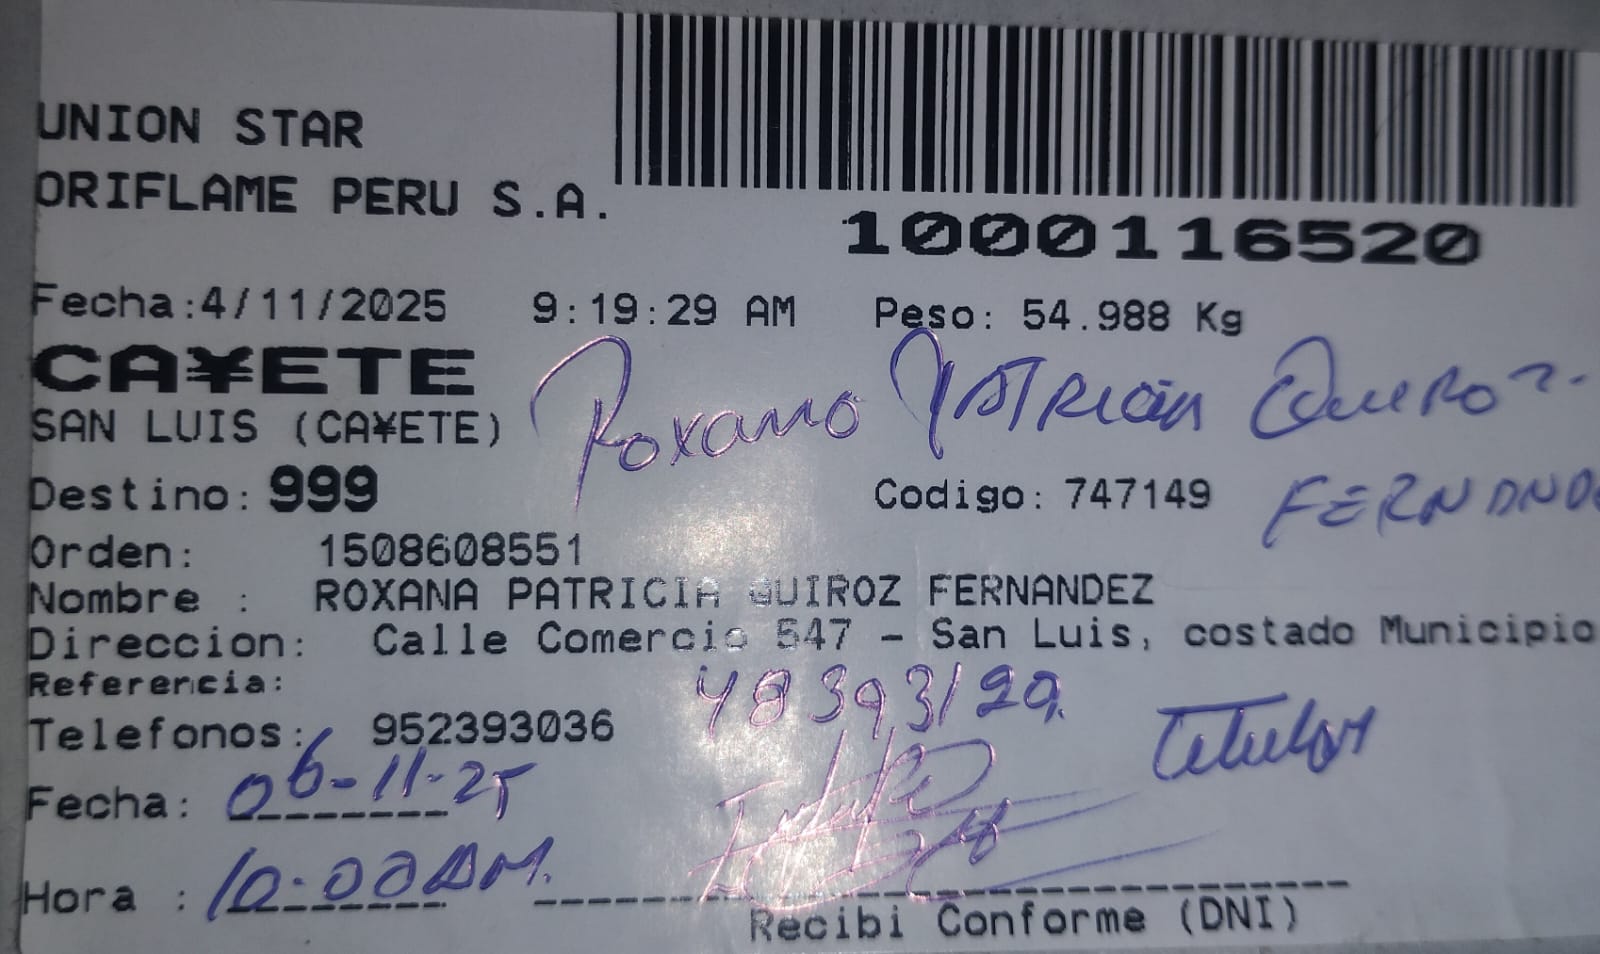 UNION STAR
ORIFLAME PERU S.A.
1000116520
Fecha:4/11/2025 9:19:29 AM Peso: 54.988 Kg
CA¥ETE
SAN LUIS (CA¥ETE)
Roxana PATRICIA QUIROZ
FERNANDE
Destino: 999 Codigo: 747149
Orden: 1508608551
Nombre : ROXANA PATRICIA QUIROZ FERNANDEZ
Direccion: Calle Comercio 547 - San Luis, costado Municipio
Referencia:
48393129.
Telefonos: 952393036
Titular
Fecha: 06-11-25
Hora : 10:00 AM.
Recibi Conforme (DNI)